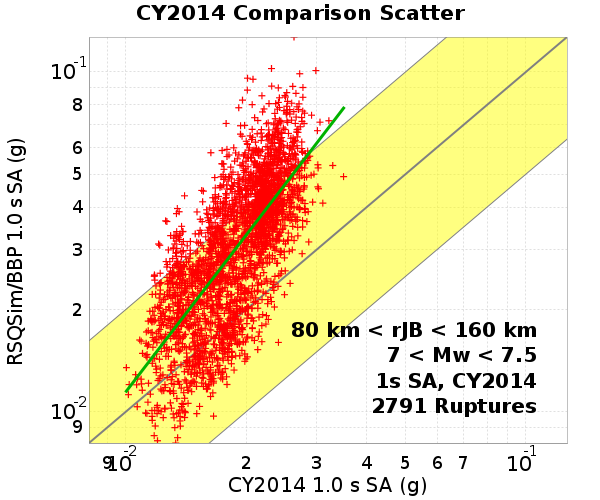 CY2014 Comparison Scatter
RSQSim/BBP 1.0 s SA (g)
10-1
8
6
5
4
3
2
10-2
9
80 km < rJB < 160 km
7 < Mw < 7.5
1s SA, CY2014
2791 Ruptures
9 10-2 2 3 4 5 6 7 10-1
CY2014 1.0 s SA (g)